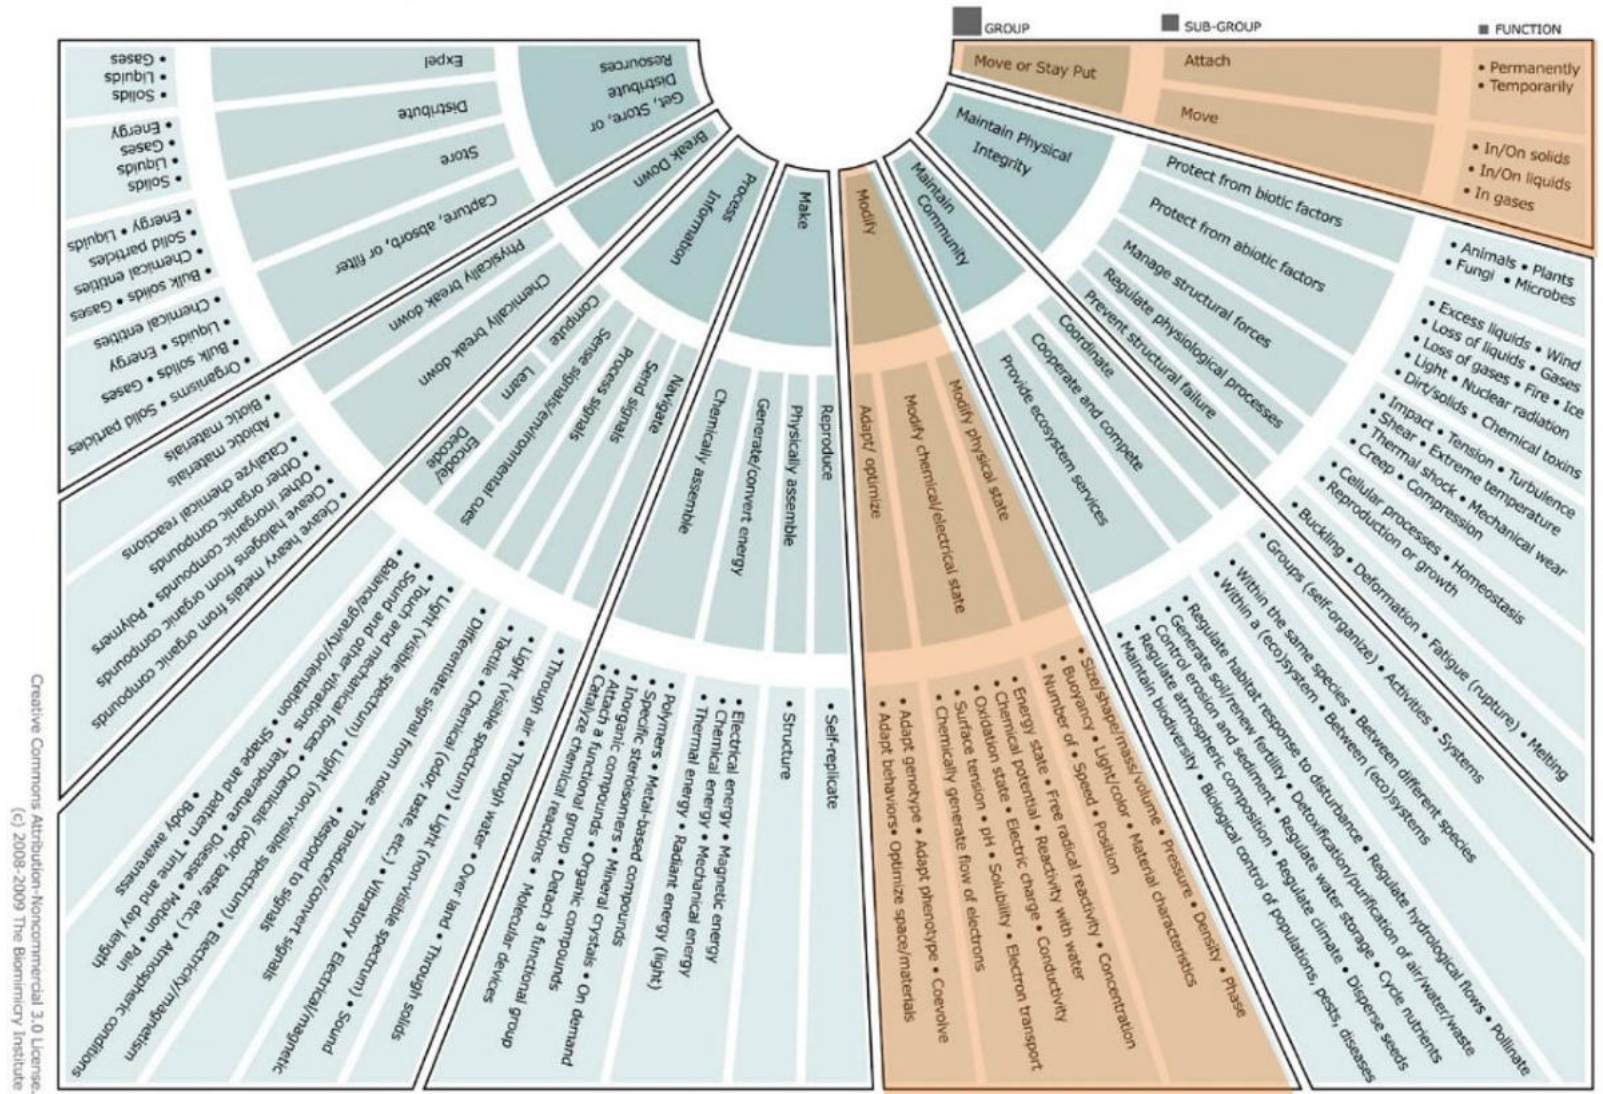 GROUP
SUB-GROUP
FUNCTION
Move or Stay Put
Attach
• Permanently
• Temporarily
Move
• In/On solids
• In/On liquids
• In gases
Maintain Physical
Integrity
Protect from biotic factors
• Animals • Plants
• Fungi • Microbes
Protect from abiotic factors
• Excess liquids • Wind
• Loss of liquids • Gases
• Loss of gases • Fire • Ice
• Light • Nuclear radiation
• Dirt/solids • Chemical toxins
Manage structural forces
• Impact • Tension • Turbulence
• Shear • Extreme temperature
• Thermal shock • Mechanical wear
• Creep • Compression
Regulate physiological processes
• Cellular processes • Homeostasis
• Reproduction or growth
Prevent structural failure
• Buckling • Deformation • Fatigue (rupture) • Melting
Maintain
Community
Coordinate
• Groups (self-organize) • Activities • Systems
Cooperate and compete
• Within the same species • Between different species
• Within a (eco)system • Between (eco)systems
Provide ecosystem services
• Regulate habitat response to disturbance • Regulate hydrological flows • Pollinate
• Generate soil/renew fertility • Detoxification/purification of air/water/waste
• Control erosion and sediment • Regulate water storage • Cycle nutrients
• Regulate atmospheric composition • Regulate climate • Disperse seeds
• Maintain biodiversity • Biological control of populations, pests, diseases
Modify
Modify physical state
• Size/shape/mass/volume • Pressure • Density • Phase
• Buoyancy • Light/color • Material characteristics
• Number of • Speed • Position
Modify chemical/electrical state
• Energy state • Free radical reactivity • Concentration
• Chemical potential • Reactivity with water
• Oxidation state • Electric charge • Conductivity
• Surface tension • pH • Solubility • Electron transport
• Chemically generate flow of electrons
Adapt/ optimize
• Adapt genotype • Adapt phenotype • Coevolve
• Adapt behaviors• Optimize space/materials
Make
Reproduce
• Self-replicate
Physically assemble
• Structure
Generate/convert energy
• Electrical energy • Magnetic energy
• Chemical energy • Mechanical energy
• Thermal energy • Radiant energy (light)
Chemically assemble
• Polymers • Metal-based compounds
• Specific sterioisomers • Mineral crystals • On demand
• Inorganic compounds • Organic compounds
• Attach a functional group • Detach a functional group
• Catalyze chemical reactions • Molecular devices
Process
Information
Navigate
• Through air • Through water • Over land • Through solids
Send signals
• Light (visible spectrum) • Light (non-visible spectrum) • Sound
• Tactile • Chemical (odor, taste, etc.) • Vibratory • Electrical/magnetic
Process signals
• Differentiate signal from noise • Transduce/convert signals
• Respond to signals
Sense signals/environmental cues
• Light (visible spectrum) • Light (non-visible spectrum) • Electricity/magnetism
• Touch and mechanical forces • Chemicals (odor, taste, etc.) • Atmospheric conditions
• Sound and other vibrations • Temperature • Disease • Motion • Pain
• Balance/gravity/orientation • Shape and pattern • Time and day length
• Body awareness
Compute
Learn
Encode/
Decode
Break Down
Chemically break down
• Cleave heavy metals from organic compounds
• Cleave halogens from organic compounds
• Other inorganic compounds • Polymers
• Other organic compounds
• Catalyze chemical reactions
Physically break down
• Abiotic materials
• Biotic materials
Get, Store, or
Distribute
Resources
Capture, absorb, or filter
• Organisms • Solid particles
• Bulk solids • Gases
• Liquids • Energy
• Chemical entities
Store
• Bulk solids • Gases
• Chemical entities
• Solid particles
• Energy • Liquids
Distribute
• Solids
• Liquids
• Gases
• Energy
Expel
• Solids
• Liquids
• Gases
Creative Commons Attribution-Noncommercial 3.0 License.
(c) 2008-2009 The Biomimicry Institute